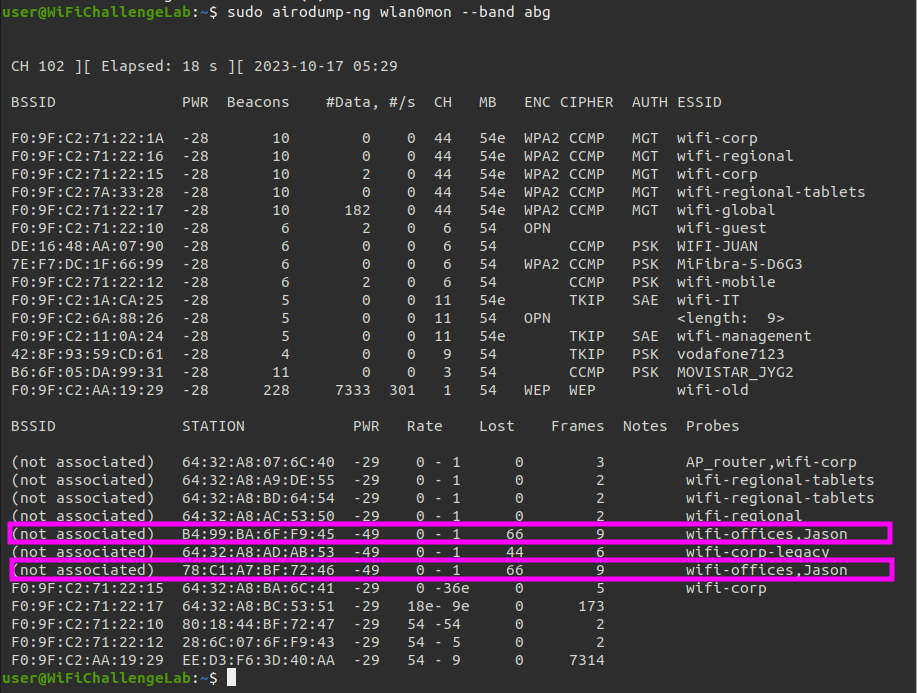 user@WiFiChallengeLab:~$ sudo airodump-ng wlan0mon --band abg
CH 102 ][ Elapsed: 18 s ][ 2023-10-17 05:29
BSSID PWR Beacons #Data, #/s CH MB ENC CIPHER AUTH ESSID
F0:9F:C2:71:22:1A -28 10 0 0 44 54e WPA2 CCMP MGT wifi-corp
F0:9F:C2:71:22:16 -28 10 0 0 44 54e WPA2 CCMP MGT wifi-regional
F0:9F:C2:71:22:15 -28 10 2 0 44 54e WPA2 CCMP MGT wifi-corp
F0:9F:C2:7A:33:28 -28 10 0 0 44 54e WPA2 CCMP MGT wifi-regional-tablets
F0:9F:C2:71:22:17 -28 10 182 0 44 54e WPA2 CCMP MGT wifi-global
F0:9F:C2:71:22:10 -28 6 2 0 6 54 OPN wifi-guest
DE:16:48:AA:07:90 -28 6 0 0 6 54 CCMP PSK WIFI-JUAN
7E:F7:DC:1F:66:99 -28 6 0 0 6 54 WPA2 CCMP PSK MiFibra-5-D6G3
F0:9F:C2:71:22:12 -28 6 2 0 6 54 CCMP PSK wifi-mobile
F0:9F:C2:1A:CA:25 -28 5 0 0 11 54e TKIP SAE wifi-IT
F0:9F:C2:6A:88:26 -28 5 0 0 11 54 OPN <length: 9>
F0:9F:C2:11:0A:24 -28 5 0 0 11 54e TKIP SAE wifi-management
42:8F:93:59:CD:61 -28 4 0 0 9 54 TKIP PSK vodafone7123
B6:6F:05:DA:99:31 -28 11 0 0 3 54 CCMP PSK MOVISTAR_JYG2
F0:9F:C2:AA:19:29 -28 228 7333 301 1 54 WEP WEP wifi-old
BSSID STATION PWR Rate Lost Frames Notes Probes
(not associated) 64:32:A8:07:6C:40 -29 0 - 1 0 3 AP_router,wifi-corp
(not associated) 64:32:A8:A9:DE:55 -29 0 - 1 0 2 wifi-regional-tablets
(not associated) 64:32:A8:BD:64:54 -29 0 - 1 0 2 wifi-regional-tablets
(not associated) 64:32:A8:AC:53:50 -29 0 - 1 0 2 wifi-regional
(not associated) B4:99:BA:6F:F9:45 -49 0 - 1 66 9 wifi-offices,Jason
(not associated) 64:32:A8:AD:AB:53 -49 0 - 1 44 6 wifi-corp-legacy
(not associated) 78:C1:A7:BF:72:46 -49 0 - 1 66 9 wifi-offices,Jason
F0:9F:C2:71:22:15 64:32:A8:BA:6C:41 -29 0 -36e 0 5 wifi-corp
F0:9F:C2:71:22:17 64:32:A8:BC:53:51 -29 18e- 9e 0 173
F0:9F:C2:71:22:10 80:18:44:BF:72:47 -29 54 -54 0 2
F0:9F:C2:71:22:12 28:6C:07:6F:F9:43 -29 54 - 5 0 2
F0:9F:C2:AA:19:29 EE:D3:F6:3D:40:AA -29 54 - 9 0 7314
user@WiFiChallengeLab:~$